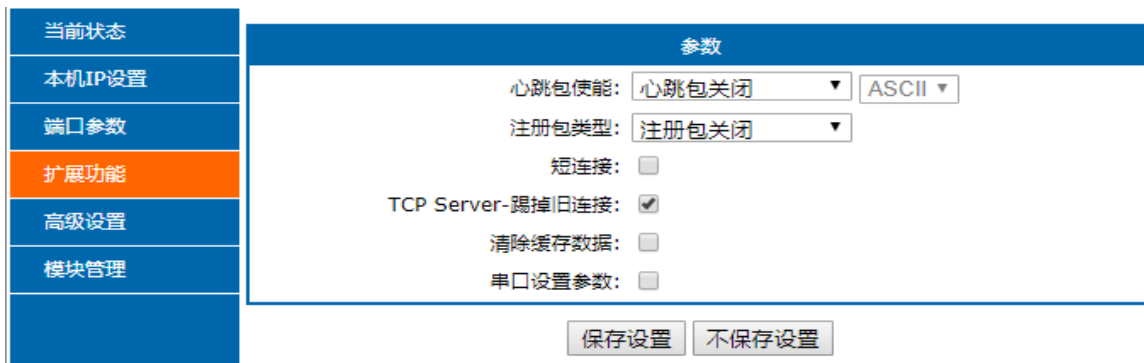 当前状态
本机IP设置
端口参数
扩展功能
高级设置
模块管理
参数
心跳包使能: 心跳包关闭 ASCII
注册包类型: 注册包关闭
短连接:
TCP Server-踢掉旧连接:
清除缓存数据:
串口设置参数:
保存设置 不保存设置